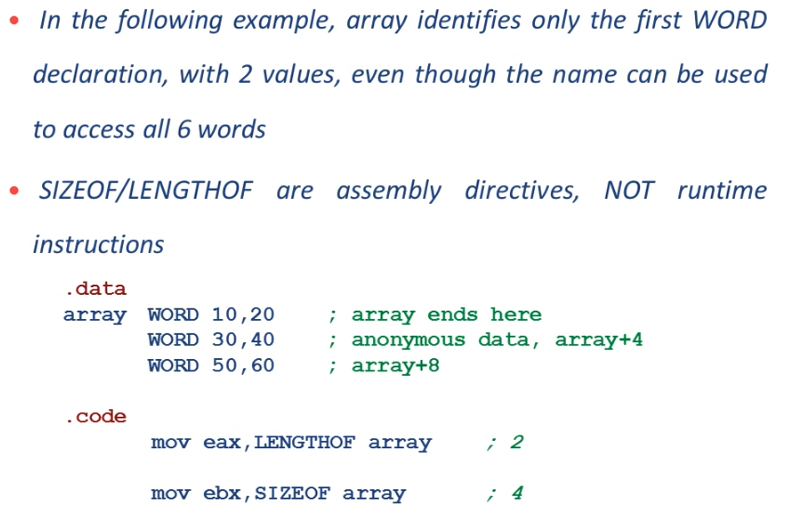 • In the following example, array identifies only the first WORD
declaration, with 2 values, even though the name can be used
to access all 6 words
• SIZEOF/LENGTHOF are assembly directives, NOT runtime
instructions
.data
array WORD 10,20 ; array ends here
WORD 30,40 ; anonymous data, array+4
WORD 50,60 ; array+8
.code
mov eax,LENGTHOF array ; 2
mov ebx,SIZEOF array ; 4